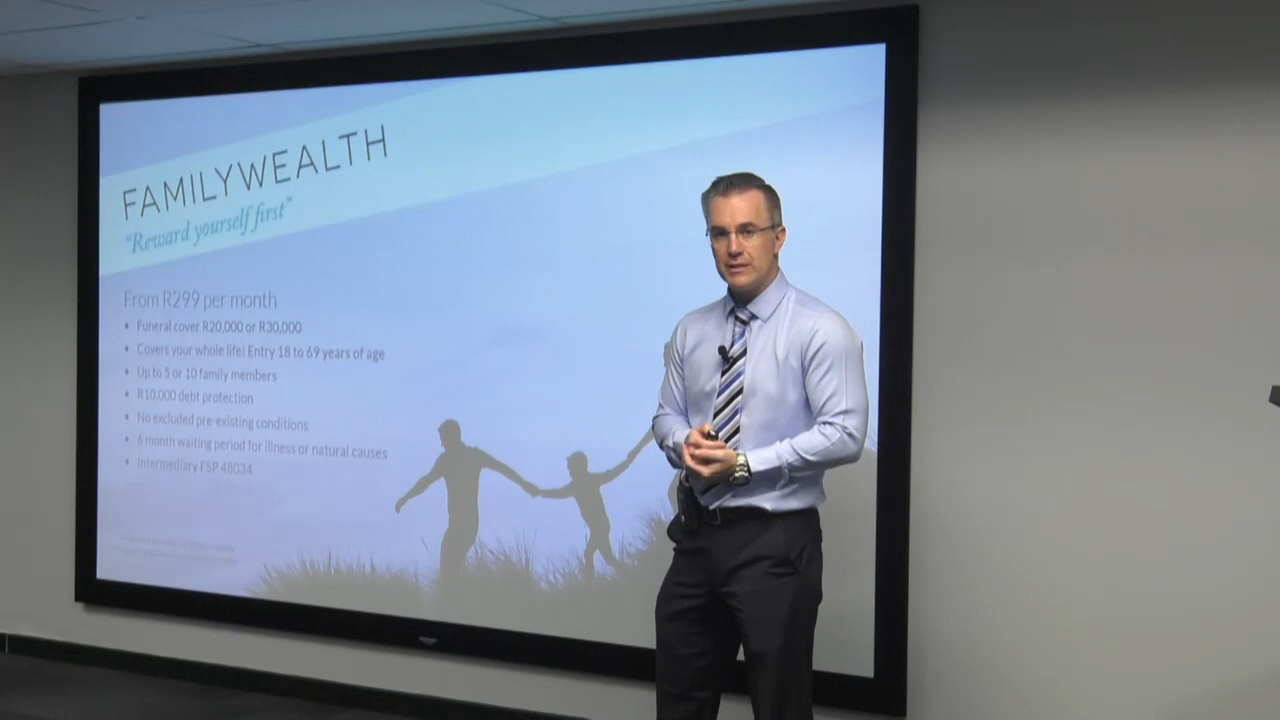 FAMILYWEALTH
"Reward yourself first"
From R299 per month
• Funeral cover R20,000 or R30,000
• Covers your whole life! Entry 18 to 69 years of age
• Up to 5 or 10 family members
• R10,000 debt protection
• No excluded pre-existing conditions
• 6 month waiting period for illness or natural causes
• Intermediary FSP 48034